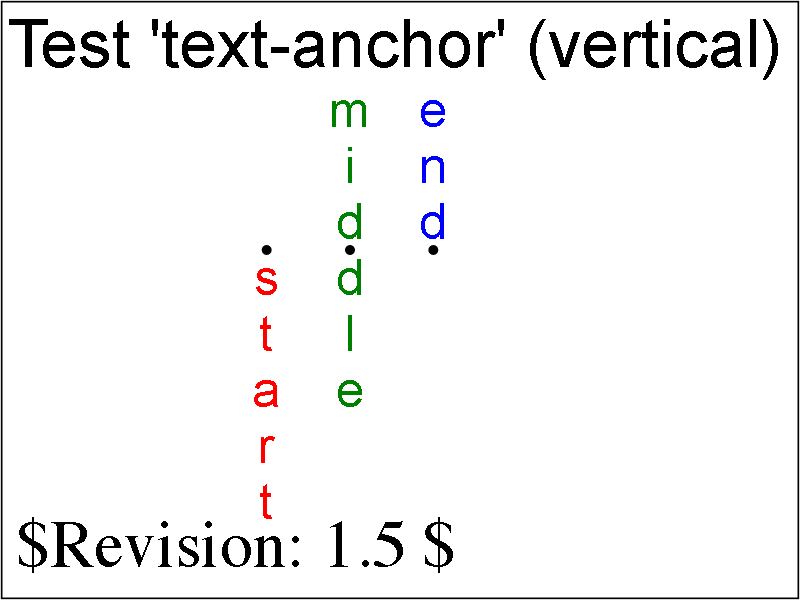 Test 'text-anchor' (vertical)
start
middle
end
$Revision: 1.5 $